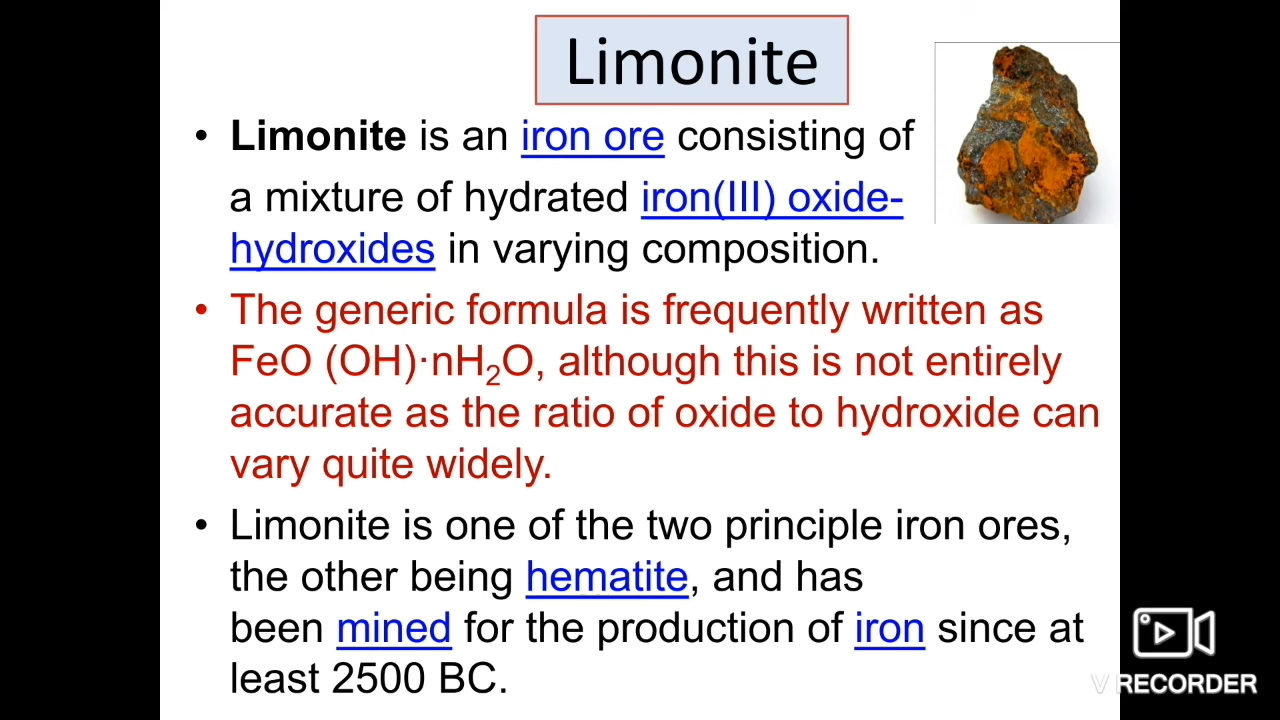 Limonite
• Limonite is an iron ore consisting of
a mixture of hydrated iron(III) oxide-
hydroxides in varying composition.
• The generic formula is frequently written as
FeO (OH)·nH₂O, although this is not entirely
accurate as the ratio of oxide to hydroxide can
vary quite widely.
• Limonite is one of the two principle iron ores,
the other being hematite, and has
been mined for the production of iron since at
least 2500 BC.
V RECORDER